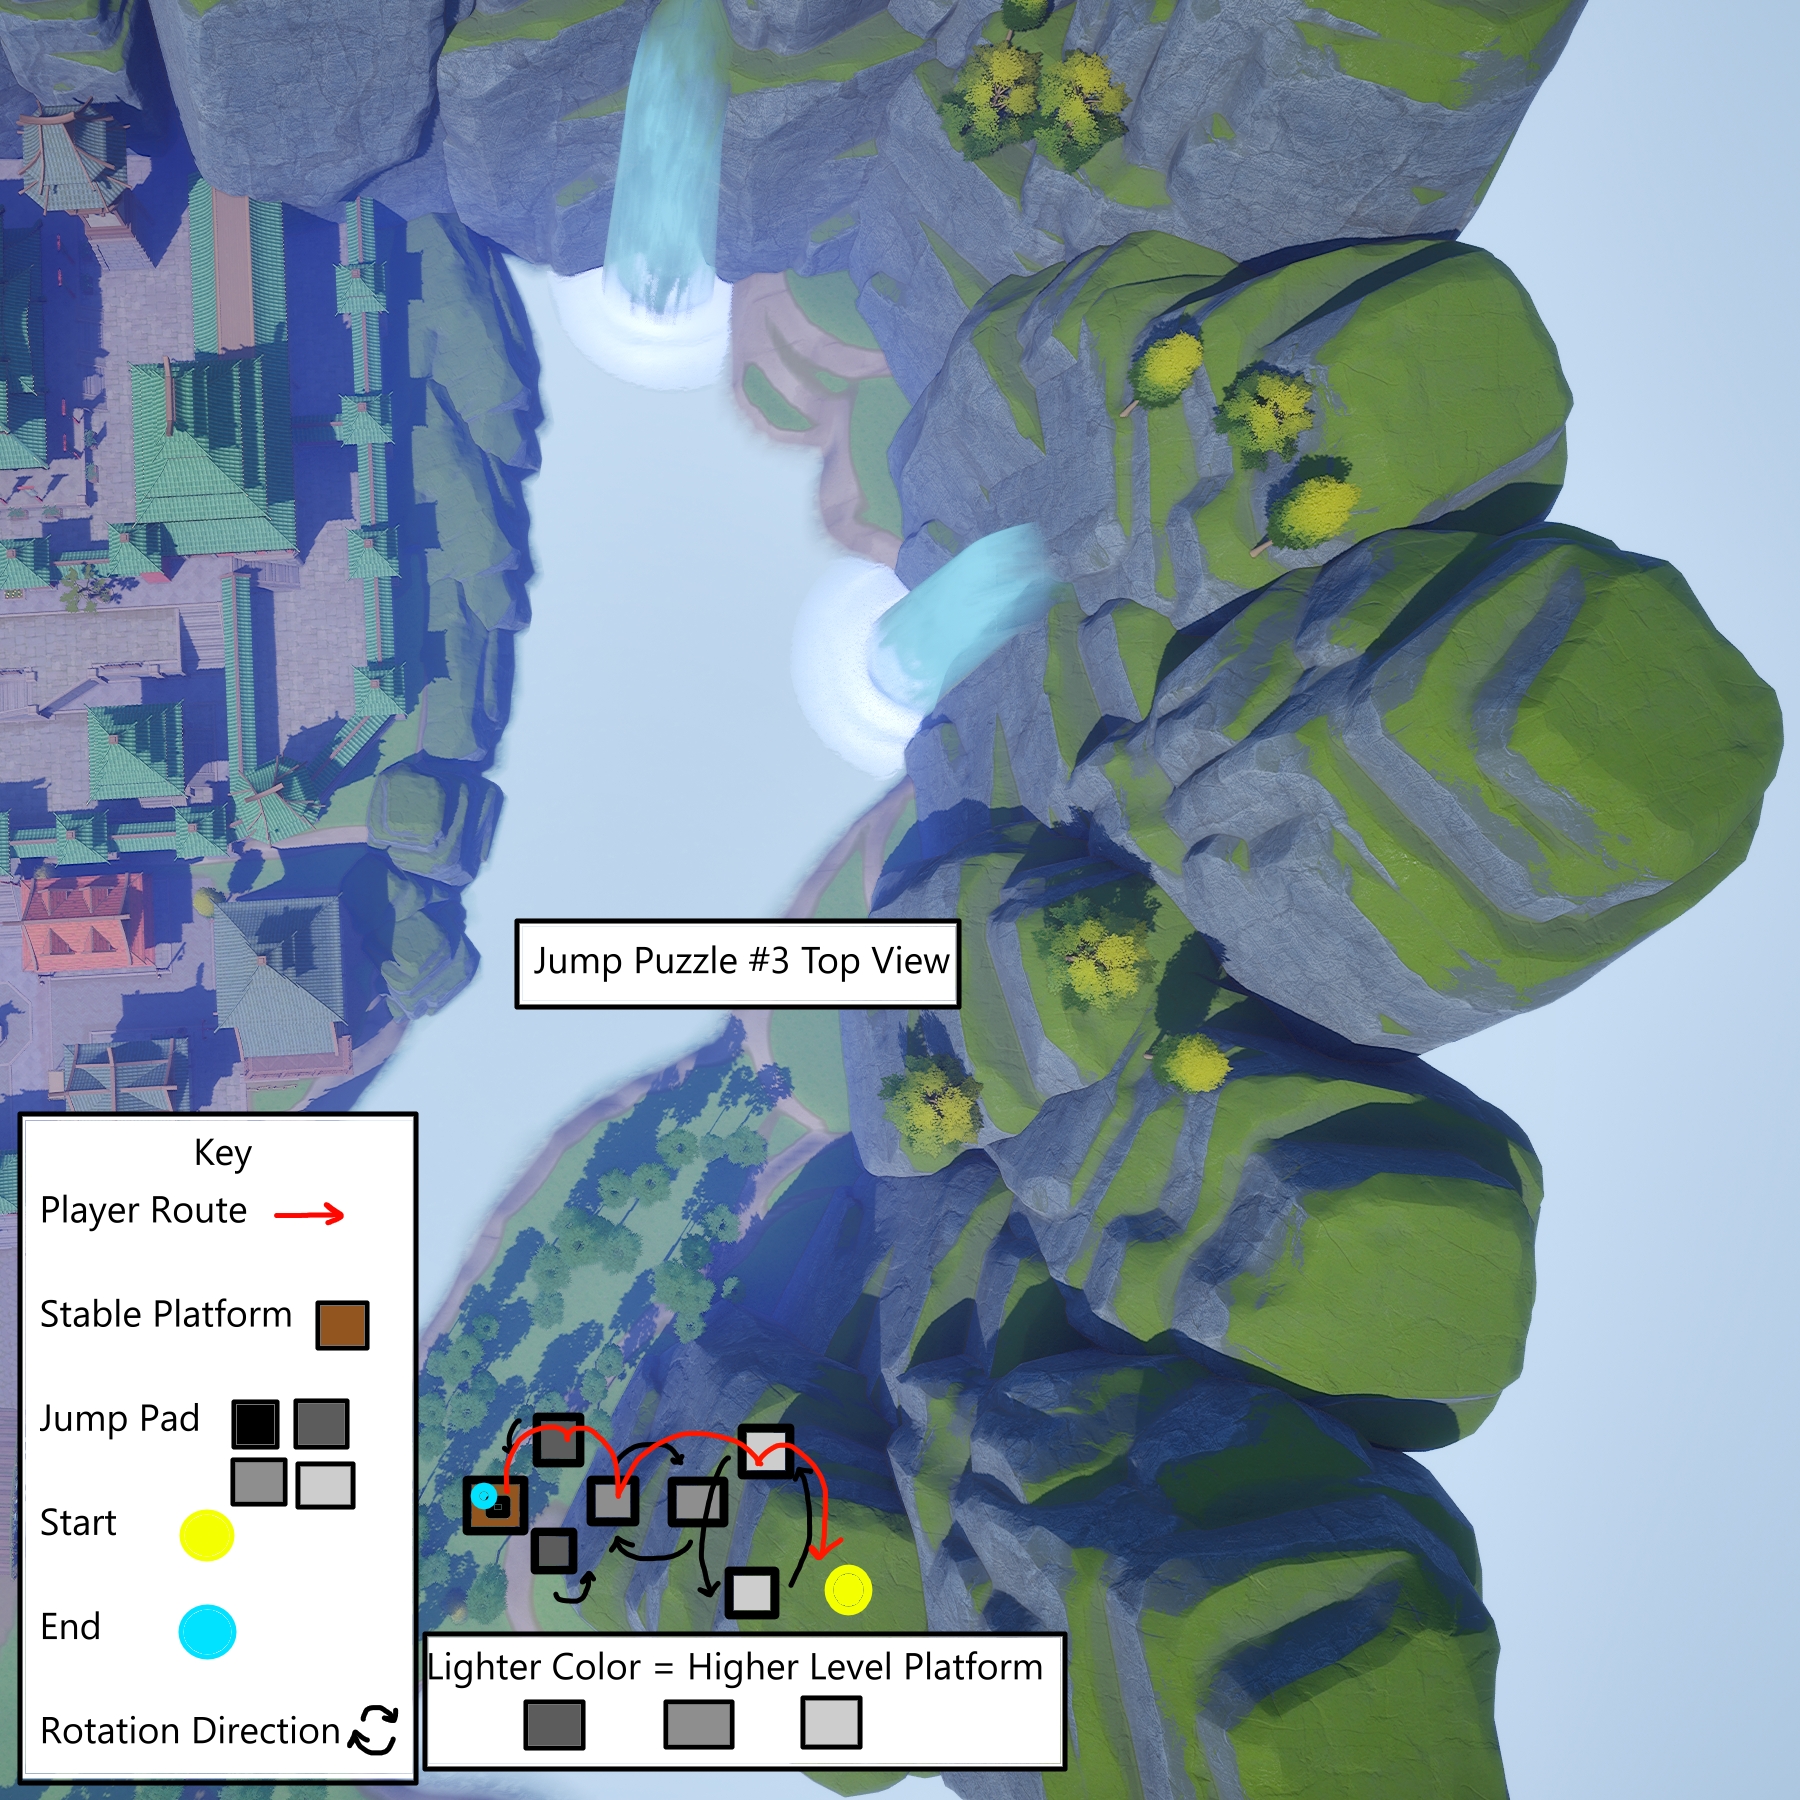 Jump Puzzle #3 Top View
Key
Player Route
Stable Platform
Jump Pad
Start
End
Rotation Direction
Lighter Color = Higher Level Platform